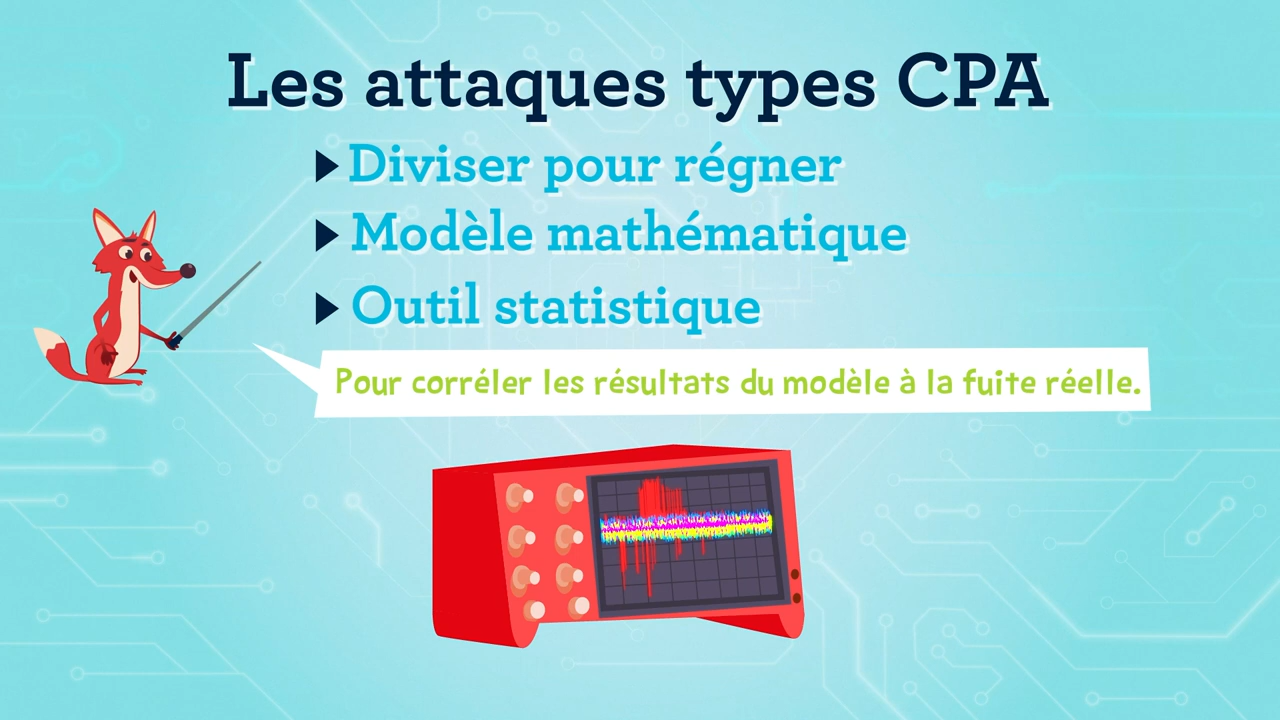 Les attaques types CPA
Diviser pour régner
Modèle mathématique
Outil statistique
Pour corréler les résultats du modèle à la fuite réelle.